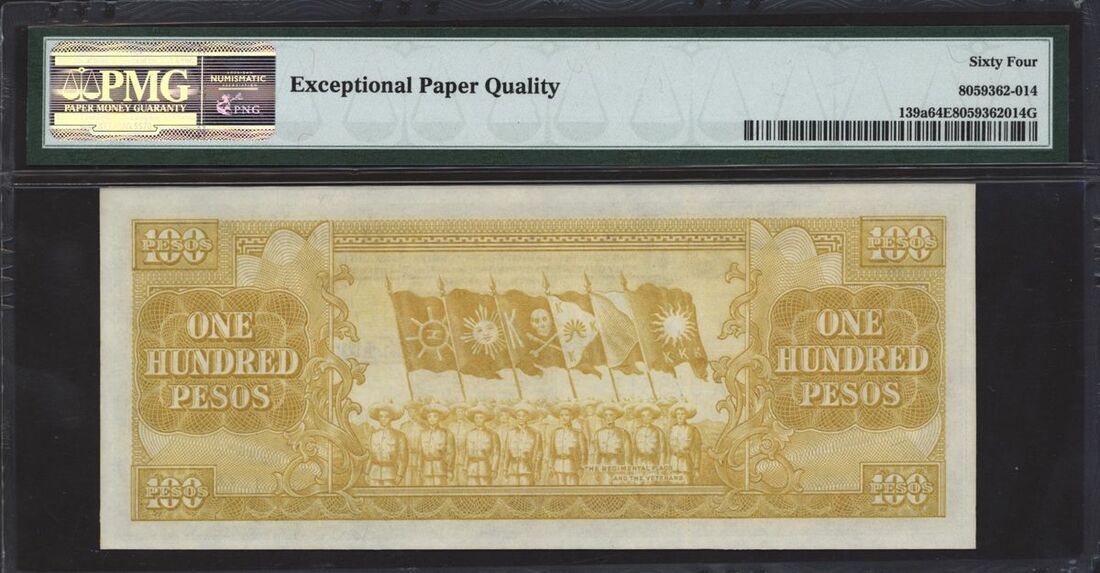 PMG
PAPER MONEY GUARANTY
NUMISMATIC
PNG
Exceptional Paper Quality
Sixty Four
8059362-014
139a64E8059362014G
100
PESOS
100
PESOS
ONE
HUNDRED
PESOS
ONE
HUNDRED
PESOS
K
K K K
THE REGIMENTAL FLAGS
AND THE VETERANS
100
PESOS
100
PESOS